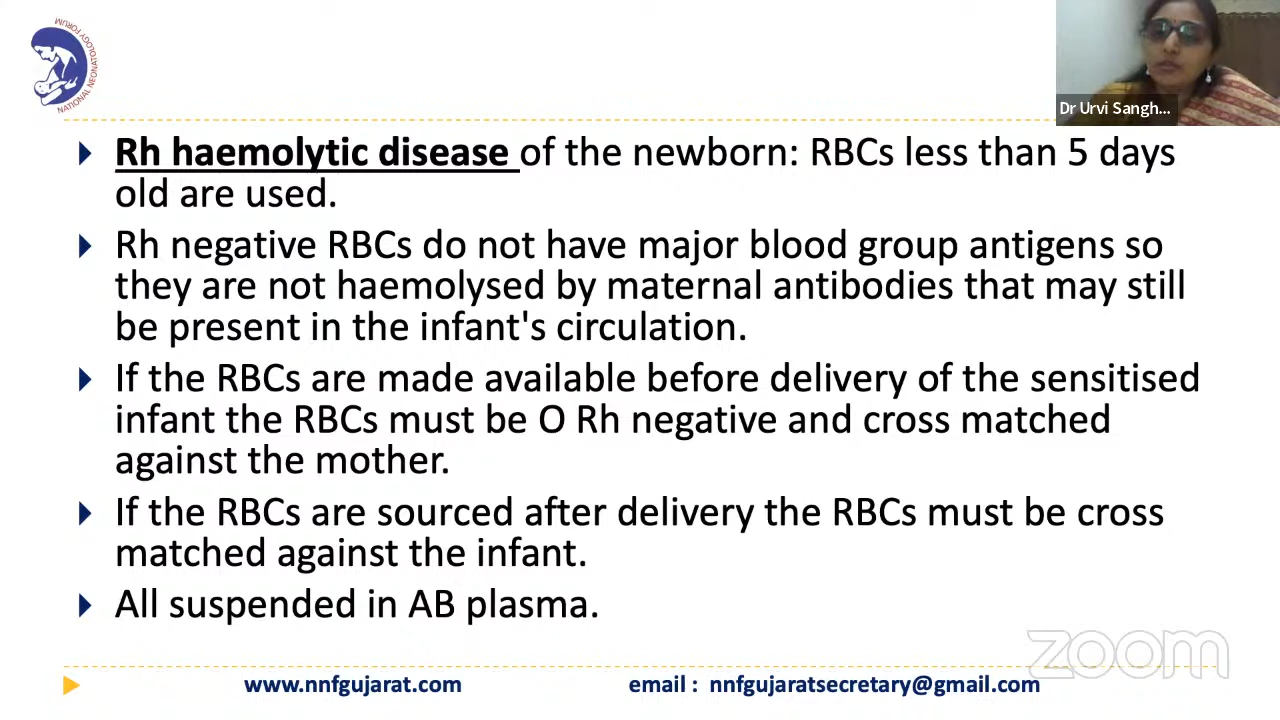 NATIONAL NEONATOLOGY FORUM
Dr Urvi Sangh...
Rh haemolytic disease of the newborn: RBCs less than 5 days
old are used.
Rh negative RBCs do not have major blood group antigens so
they are not haemolysed by maternal antibodies that may still
be present in the infant's circulation.
If the RBCs are made available before delivery of the sensitised
infant the RBCs must be O Rh negative and cross matched
against the mother.
If the RBCs are sourced after delivery the RBCs must be cross
matched against the infant.
All suspended in AB plasma.
zoom
www.nnfgujarat.com
email : nnfgujaratsecretary@gmail.com